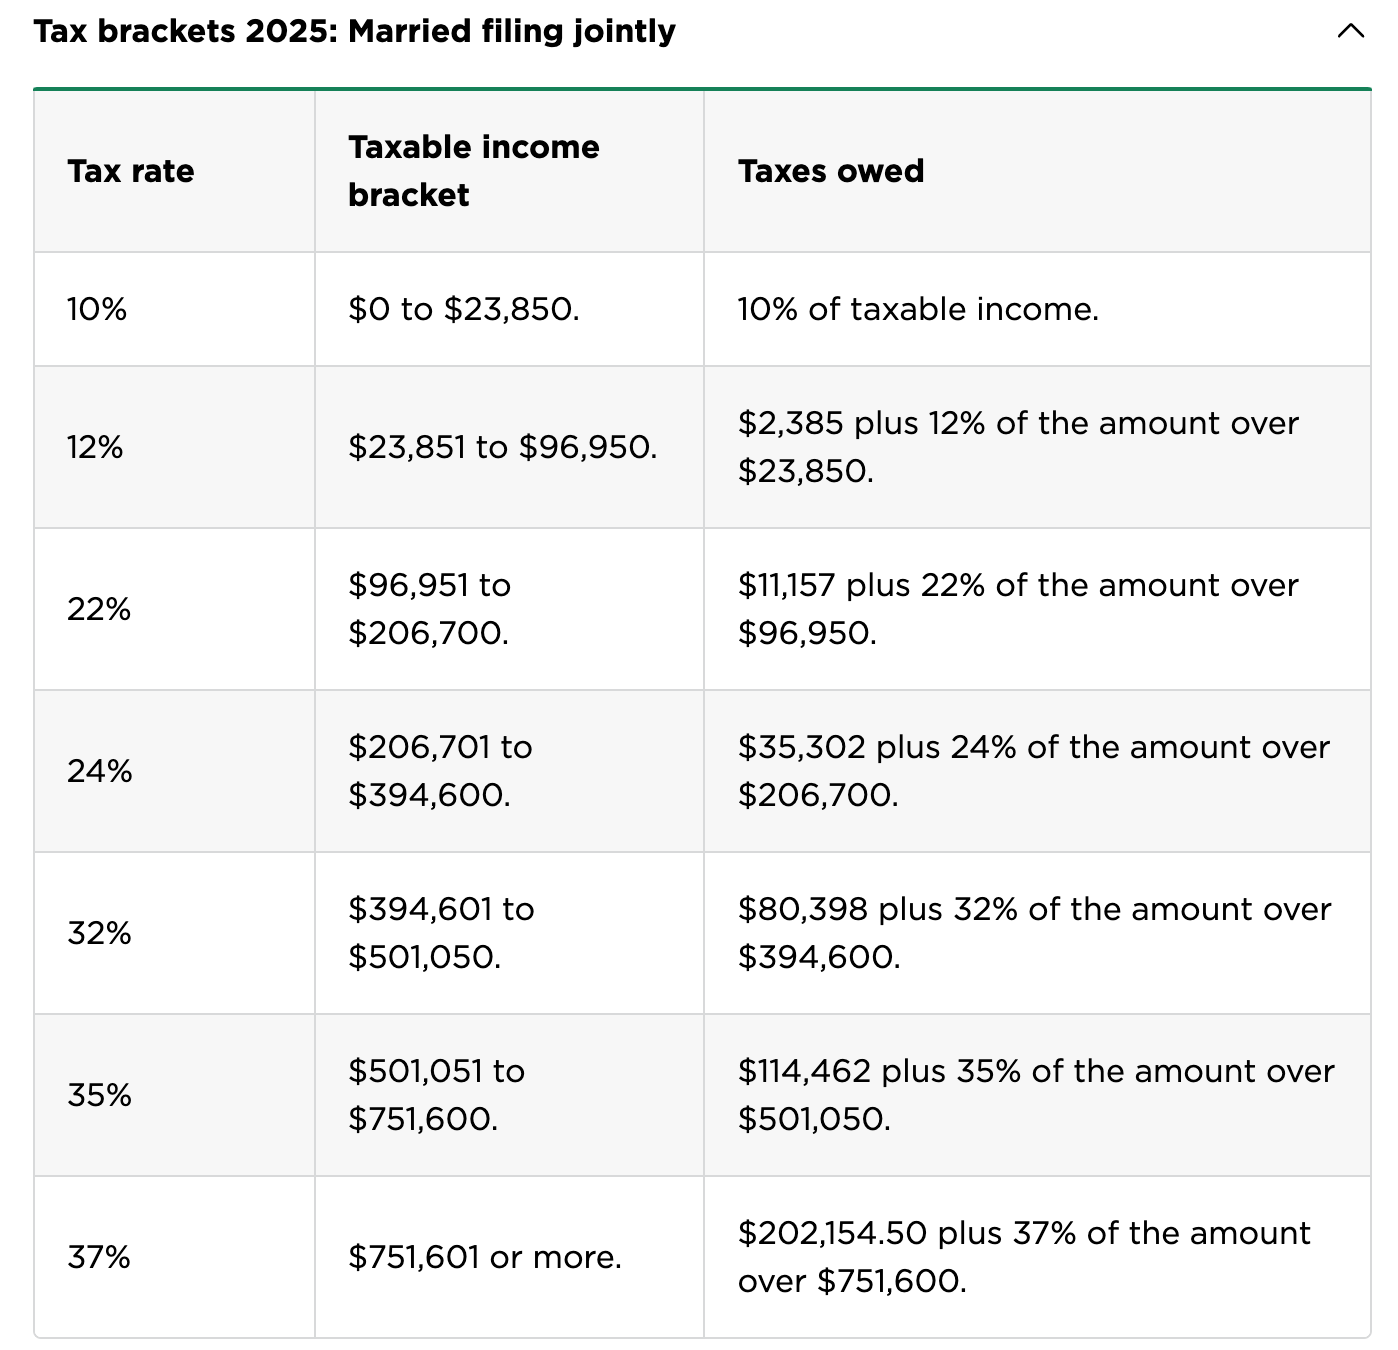 Tax brackets 2025: Married filing jointly
Tax rate
Taxable income
bracket
Taxes owed
10%
$0 to $23,850.
10% of taxable income.
12%
$23,851 to $96,950.
$2,385 plus 12% of the amount over
$23,850.
22%
$96,951 to
$206,700.
$11,157 plus 22% of the amount over
$96,950.
24%
$206,701 to
$394,600.
$35,302 plus 24% of the amount over
$206,700.
32%
$394,601 to
$501,050.
$80,398 plus 32% of the amount over
$394,600.
35%
$501,051 to
$751,600.
$114,462 plus 35% of the amount over
$501,050.
37%
$751,601 or more.
$202,154.50 plus 37% of the amount
over $751,600.